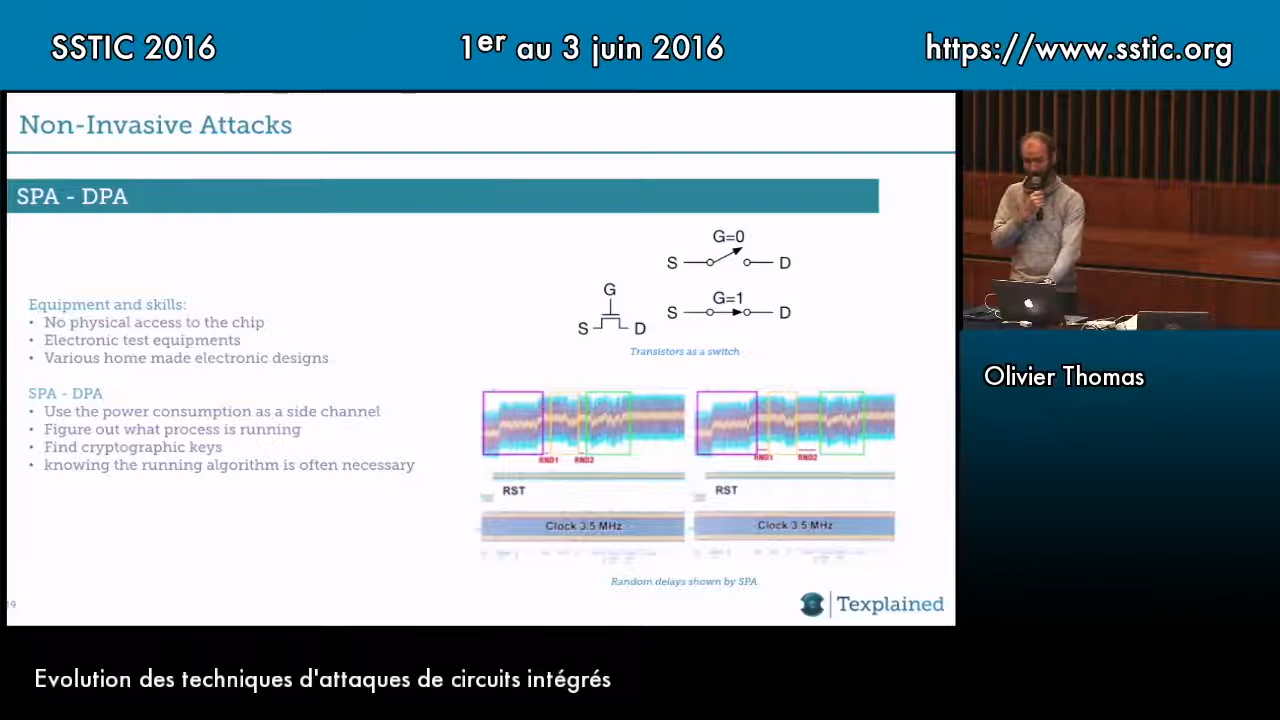 SSTIC 2016
1er au 3 juin 2016
https://www.sstic.org
Non-Invasive Attacks
SPA - DPA
Equipment and skills:
• No physical access to the chip
• Electronic test equipments
• Various home made electronic designs
SPA - DPA
• Use the power consumption as a side channel
• Figure out what process is running
• Find cryptographic keys
• knowing the running algorithm is often necessary
G
S D
G=0
S D
G=1
S D
Transistors as a switch
RND1 RND2
RND1 RND2
RST
RST
Clock 3.5 MHz
Clock 3.5 MHz
Random delays shown by SPA
19
Texplained
Olivier Thomas
Evolution des techniques d'attaques de circuits intégrés